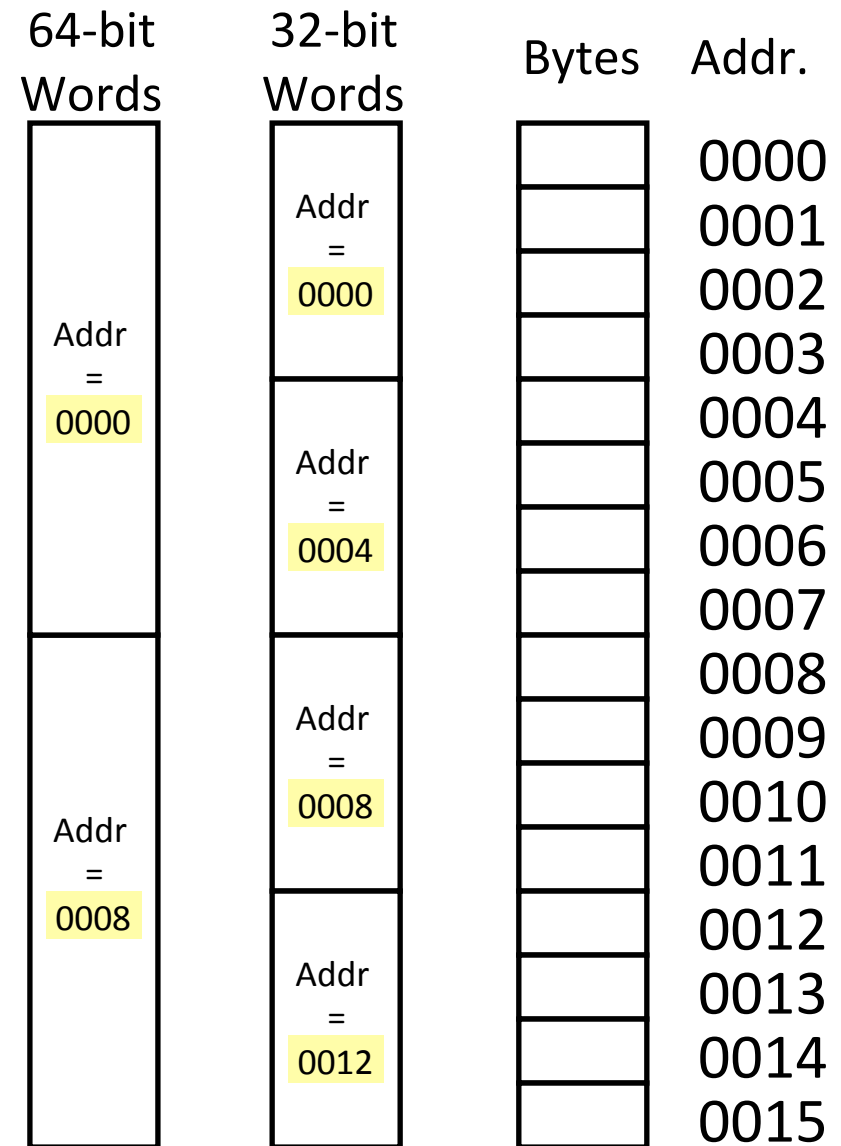 64-bit
Words
32-bit
Words
Bytes
Addr.
Addr
=
0000
Addr
=
0008
Addr
=
0000
Addr
=
0004
Addr
=
0008
Addr
=
0012
0000
0001
0002
0003
0004
0005
0006
0007
0008
0009
0010
0011
0012
0013
0014
0015